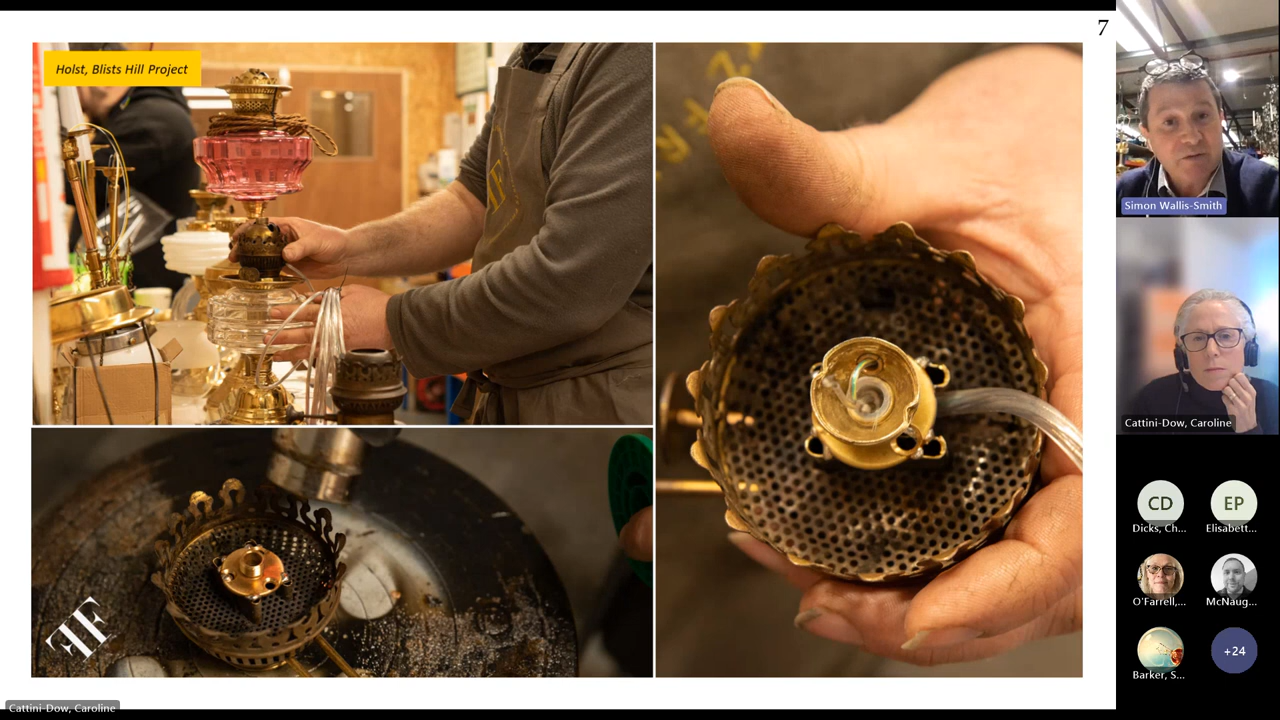 7
Holst, Blists Hill Project
FF
Simon Wallis-Smith
Cattini-Dow, Caroline
CD
EP
Dicks, Ch...
Elisabett...
O'Farrell,...
McNaug...
Barker, S...
+24
Cattini-Dow, Caroline